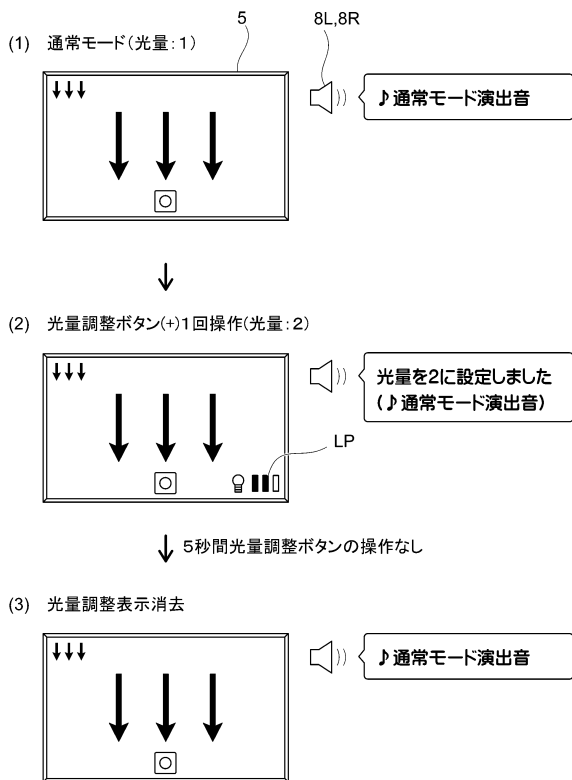 5
8L,8R
(1) 通常モード(光量:1)
♪通常モード演出音
(2) 光量調整ボタン(+)1回操作(光量:2)
光量を2に設定しました
(♪通常モード演出音)
LP
5秒間光量調整ボタンの操作なし
(3) 光量調整表示消去
♪通常モード演出音